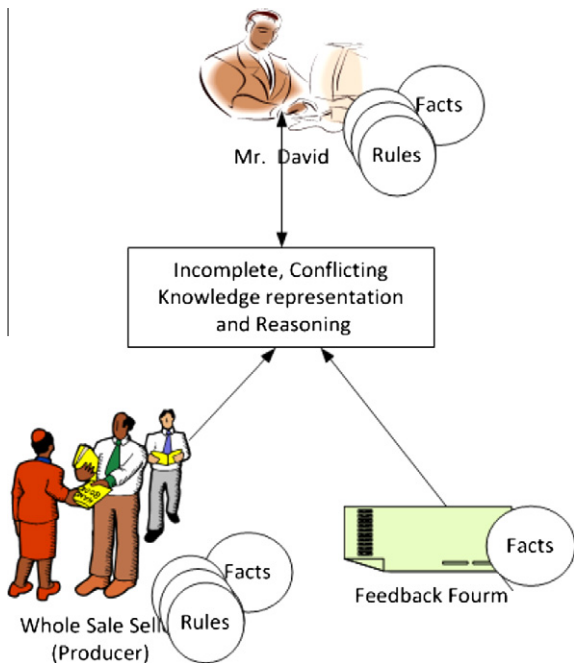 Facts
Rules
Mr. David
Incomplete, Conflicting
Knowledge representation
and Reasoning
Facts
Rules
Whole Sale Sell
(Producer)
Facts
Feedback Fourm